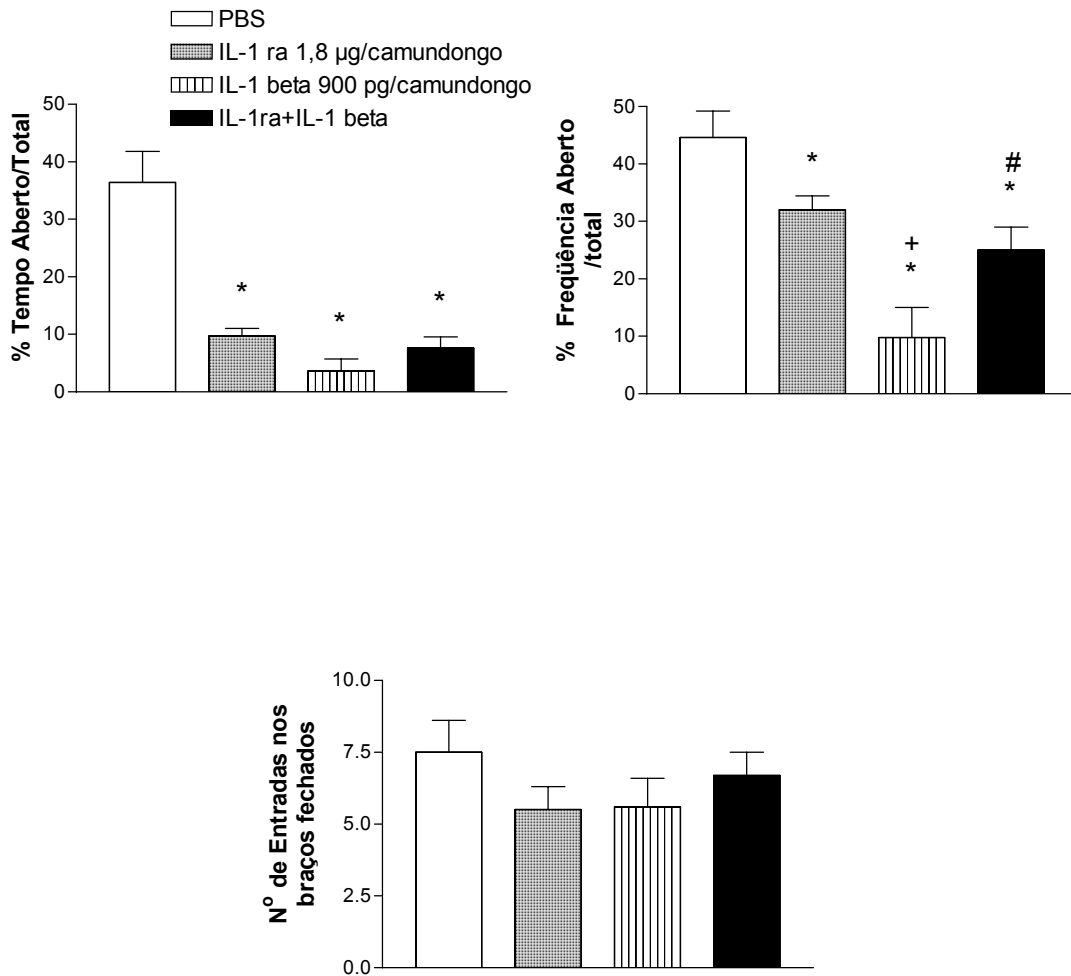 PBS
IL-1 ra 1,8 µg/camundongo
IL-1 beta 900 pg/camundongo
IL-1ra+IL-1 beta
% Tempo Aberto/Total
50
40
30
20
10
0
*
*
*
% Freqüência Aberto
/total
50
40
30
20
10
0
*
+
*
#
*
Nº de Entradas nos
braços fechados
10.0
7.5
5.0
2.5
0.0